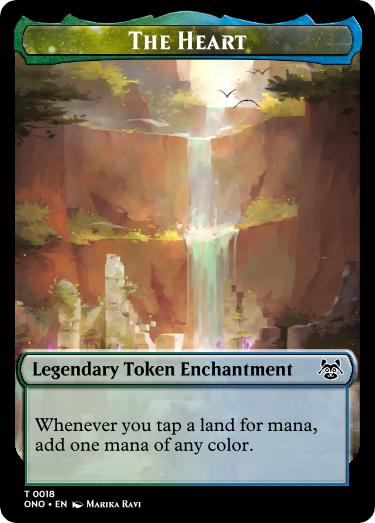 The Heart
Legendary Token Enchantment
Whenever you tap a land for mana,
add one mana of any color.
T 0018
ONO • EN Marika Ravi